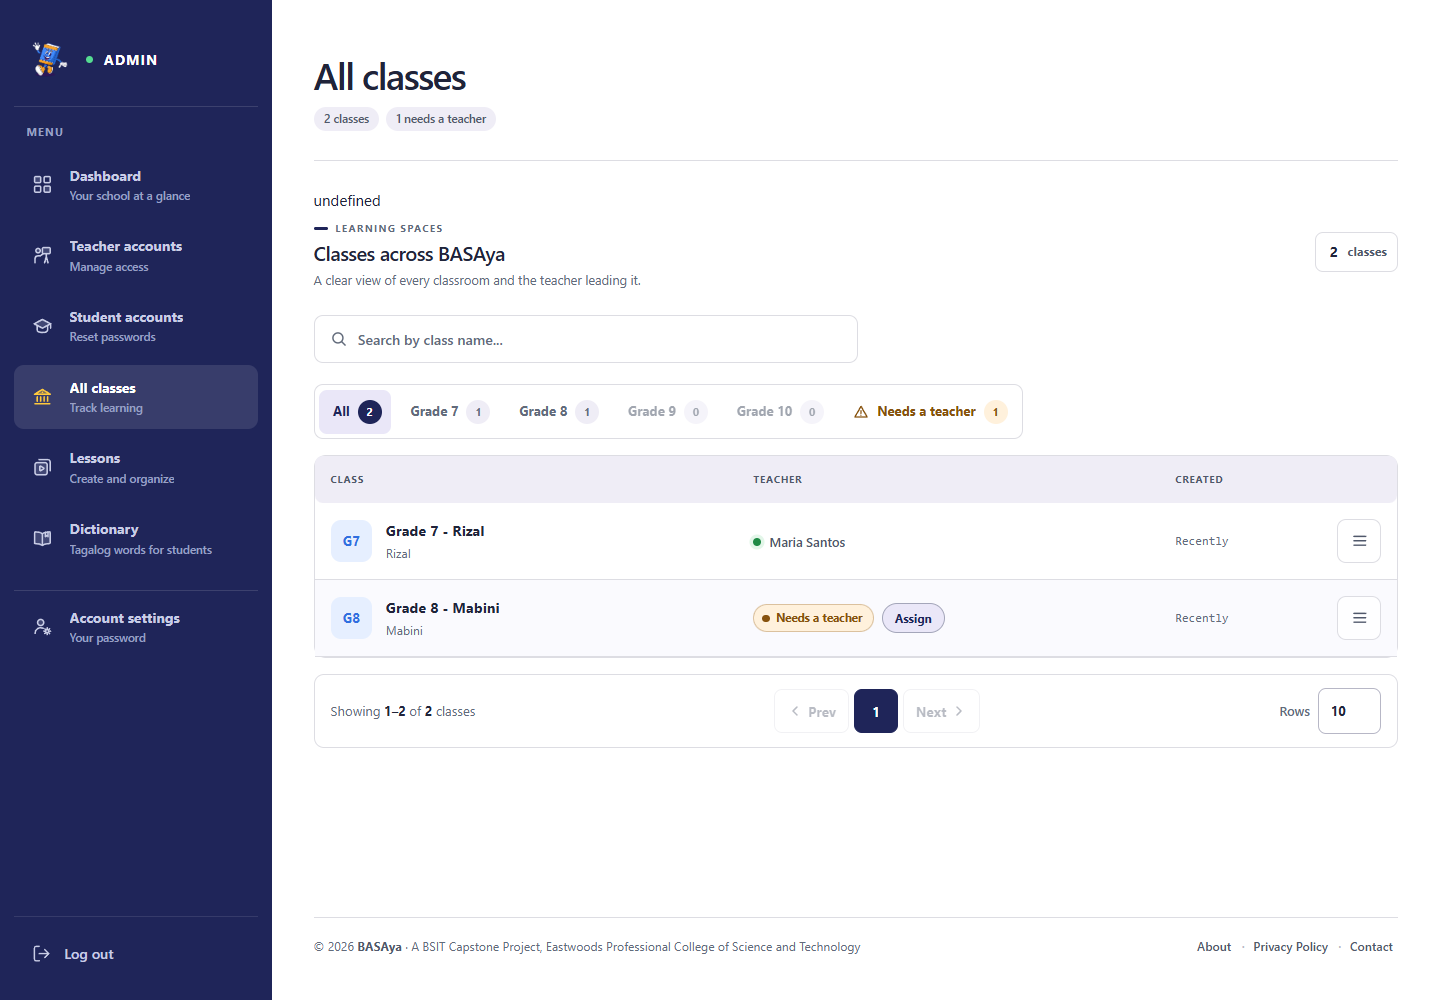 ADMIN
MENU
Dashboard
Your school at a glance
Teacher accounts
Manage access
Student accounts
Reset passwords
All classes
Track learning
Lessons
Create and organize
Dictionary
Tagalog words for students
Account settings
Your password
Log out
All classes
2 classes 1 needs a teacher
undefined
LEARNING SPACES
Classes across BASAya
A clear view of every classroom and the teacher leading it.
2 classes
Search by class name...
All 2 Grade 7 1 Grade 8 1 Grade 9 0 Grade 10 0 Needs a teacher 1
CLASS TEACHER CREATED
G7 Grade 7 - Rizal Maria Santos Recently
Rizal
G8 Grade 8 - Mabini Needs a teacher Assign Recently
Mabini
Showing 1–2 of 2 classes Prev 1 Next Rows 10
© 2026 BASAya · A BSIT Capstone Project, Eastwoods Professional College of Science and Technology About · Privacy Policy · Contact